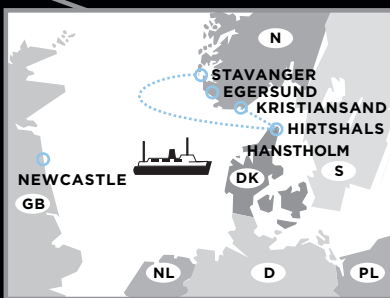 N
STAVANGER
EGERSUND
KRISTIANSAND
HIRTSHALS
HANSTHOLM
DK
S
NEWCASTLE
GB
NL
D
PL